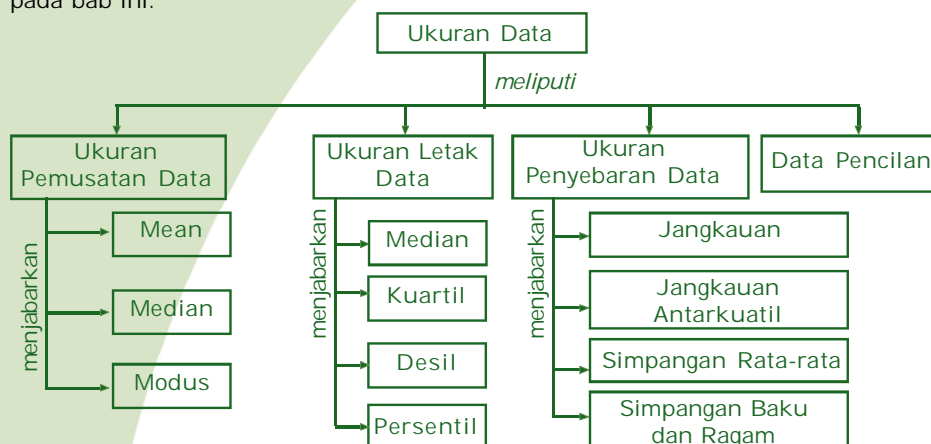 pada bab ini.
Ukuran Data
meliputi
Ukuran
Pemusatan Data
menjabarkan
Mean
Median
Modus
Ukuran Letak
Data
menjabarkan
Median
Kuartil
Desil
Persentil
Ukuran
Penyebaran Data
menjabarkan
Jangkauan
Jangkauan
Antarkuatil
Simpangan Rata-rata
Simpangan Baku
dan Ragam
Data Pencilan